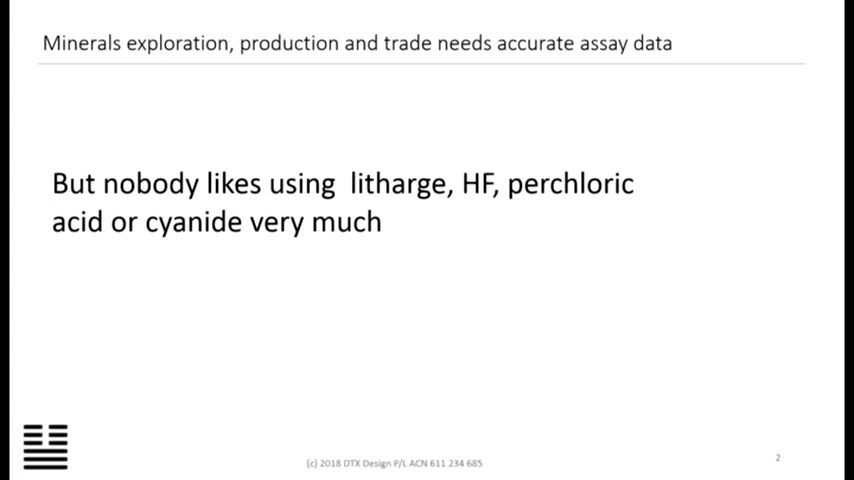 Minerals exploration, production and trade needs accurate assay data
But nobody likes using litharge, HF, perchloric
acid or cyanide very much
(c) 2018 DTX Design P/L ACN 611 234 685
2